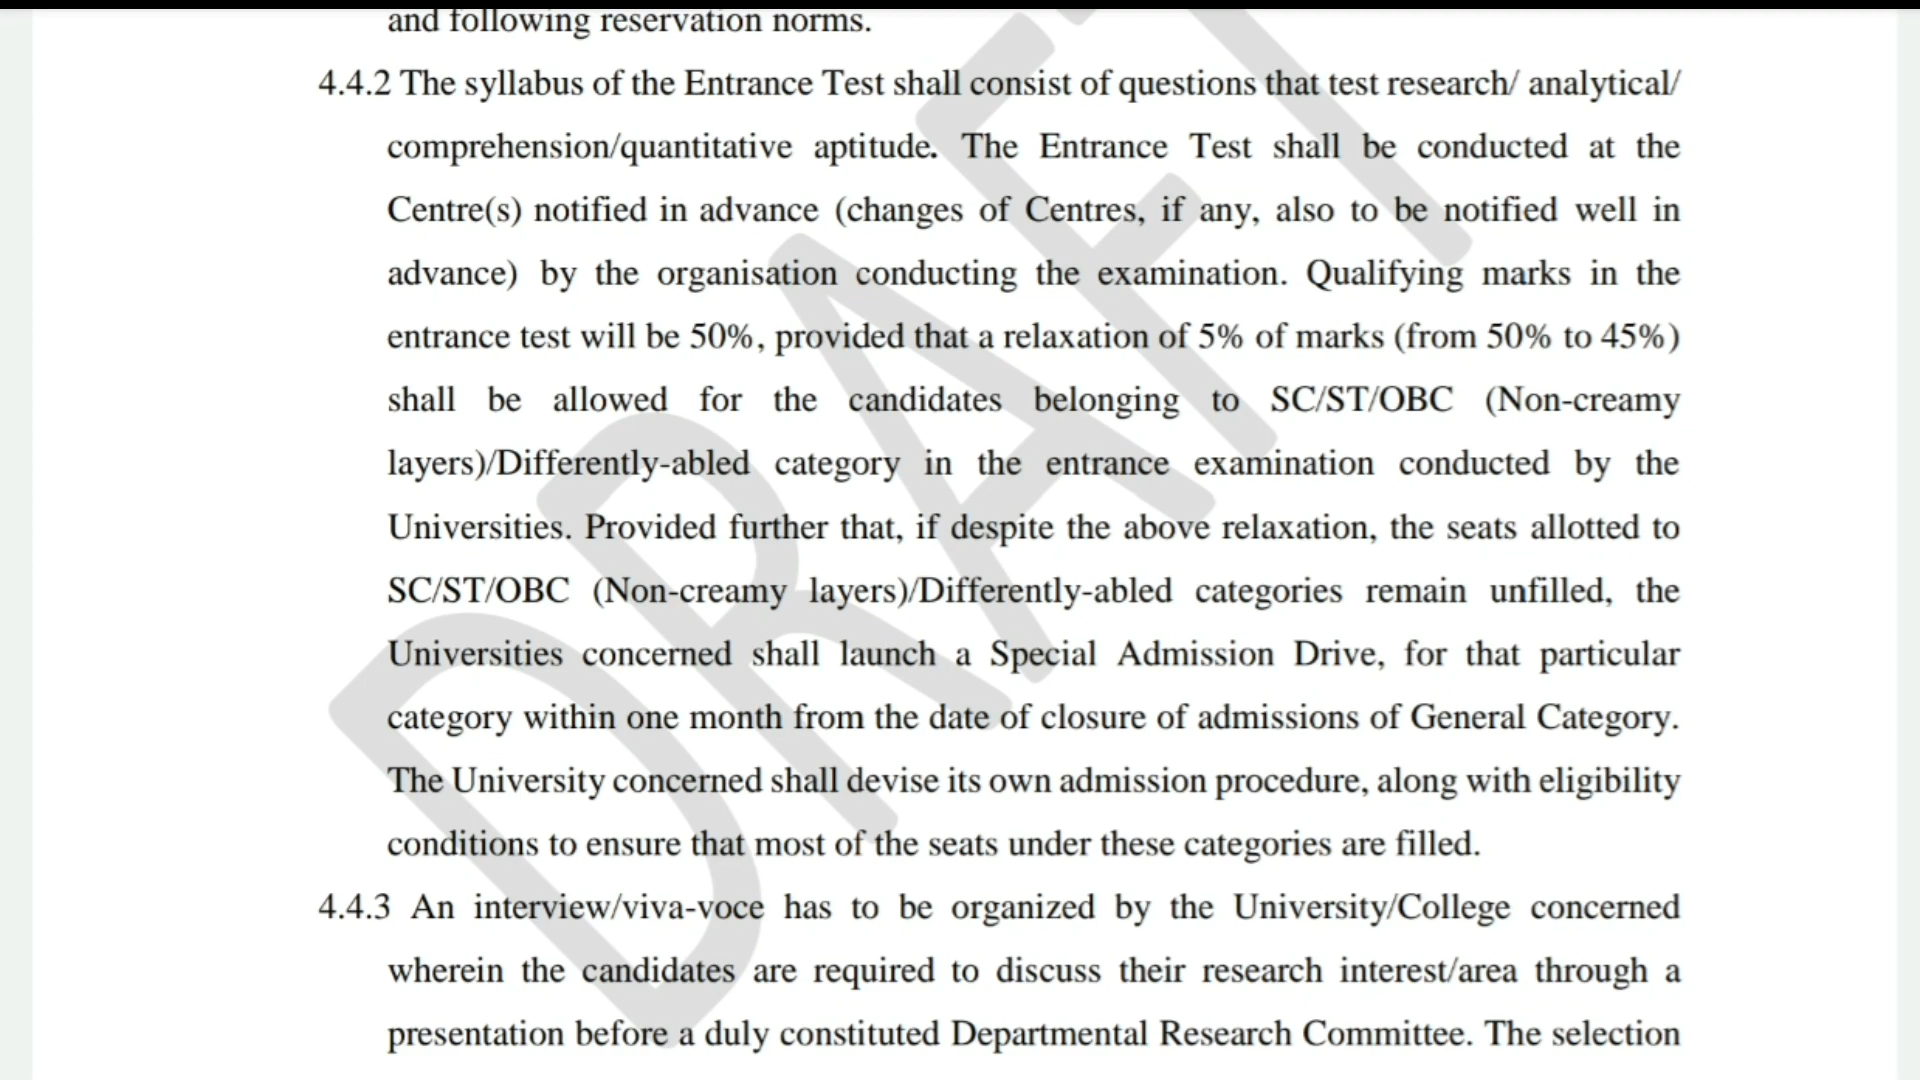 and following reservation norms.
4.4.2 The syllabus of the Entrance Test shall consist of questions that test research/ analytical/
comprehension/quantitative aptitude. The Entrance Test shall be conducted at the
Centre(s) notified in advance (changes of Centres, if any, also to be notified well in
advance) by the organisation conducting the examination. Qualifying marks in the
entrance test will be 50%, provided that a relaxation of 5% of marks (from 50% to 45%)
shall be allowed for the candidates belonging to SC/ST/OBC (Non-creamy
layers)/Differently-abled category in the entrance examination conducted by the
Universities. Provided further that, if despite the above relaxation, the seats allotted to
SC/ST/OBC (Non-creamy layers)/Differently-abled categories remain unfilled, the
Universities concerned shall launch a Special Admission Drive, for that particular
category within one month from the date of closure of admissions of General Category.
The University concerned shall devise its own admission procedure, along with eligibility
conditions to ensure that most of the seats under these categories are filled.
4.4.3 An interview/viva-voce has to be organized by the University/College concerned
wherein the candidates are required to discuss their research interest/area through a
presentation before a duly constituted Departmental Research Committee. The selection
DRAFT